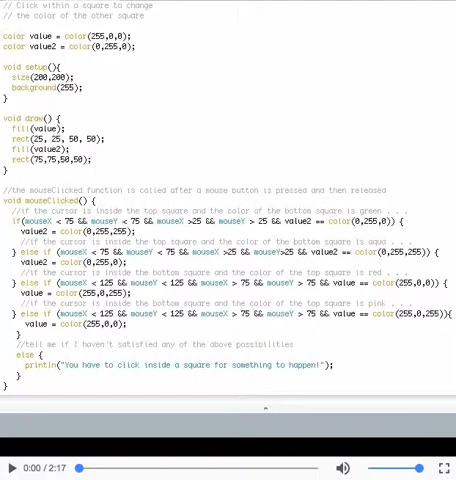 // Click within a square to change
// the color of the other square
color value = color(255,0,0);
color value2 = color(0,255,0);
void setup(){
size(200,200);
background(255);
}
void draw() {
fill(value);
rect(25, 25, 50, 50);
fill(value2);
rect(75,75,50,50);
}
//the mouseClicked function is called after a mouse button is pressed and then released
void mouseClicked() {
//if the cursor is inside the top square and the color of the bottom square is green . . .
if(mouseX < 75 && mouseY < 75 && mouseX >25 && mouseY > 25 && value2 == color(0,255,0)) {
value2 = color(0,255,255);
//if the cursor is inside the top square and the color of the bottom square is aqua . . .
} else if (mouseX < 75 && mouseY < 75 && mouseX >25 && mouseY>25 && value2 == color(0,255,255)) {
value2 = color(0,255,0);
//if the cursor is inside the bottom square and the color of the top square is red . . .
} else if (mouseX < 125 && mouseY < 125 && mouseX > 75 && mouseY > 75 && value == color(255,0,0)) {
value = color(255,0,255);
//if the cursor is inside the bottom square and the color of the top square is pink . . .
} else if (mouseX < 125 && mouseY < 125 && mouseX > 75 && mouseY > 75 && value == color(255,0,255)){
value = color(255,0,0);
}
//tell me if I haven't satisfied any of the above possibilities
else {
println("You have to click inside a square for something to happen!");
}
}
0:00 / 2:17